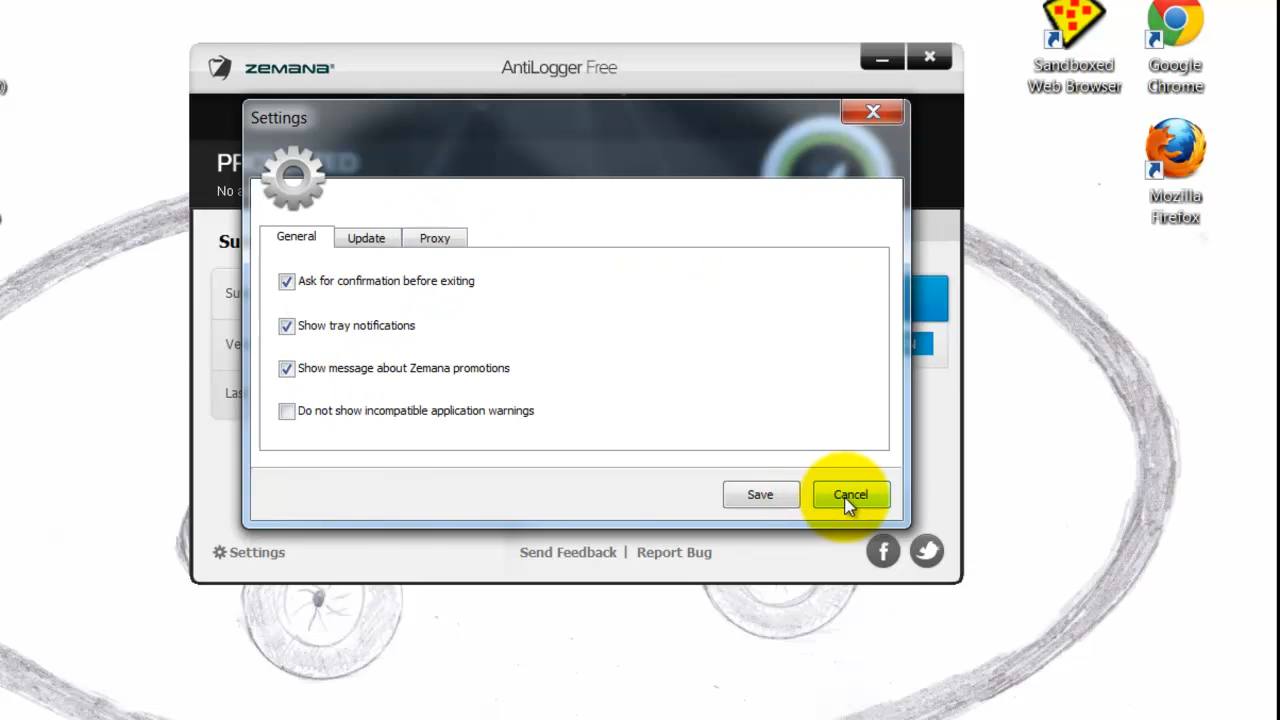 Sandboxed
Web Browser
Google
Chrome
Mozilla
Firefox
ZEMANA
AntiLogger Free
Settings
No
Su
General
Update
Proxy
Ask for confirmation before exiting
Show tray notifications
Show message about Zemana promotions
Do not show incompatible application warnings
Save
Cancel
Settings
Send Feedback | Report Bug